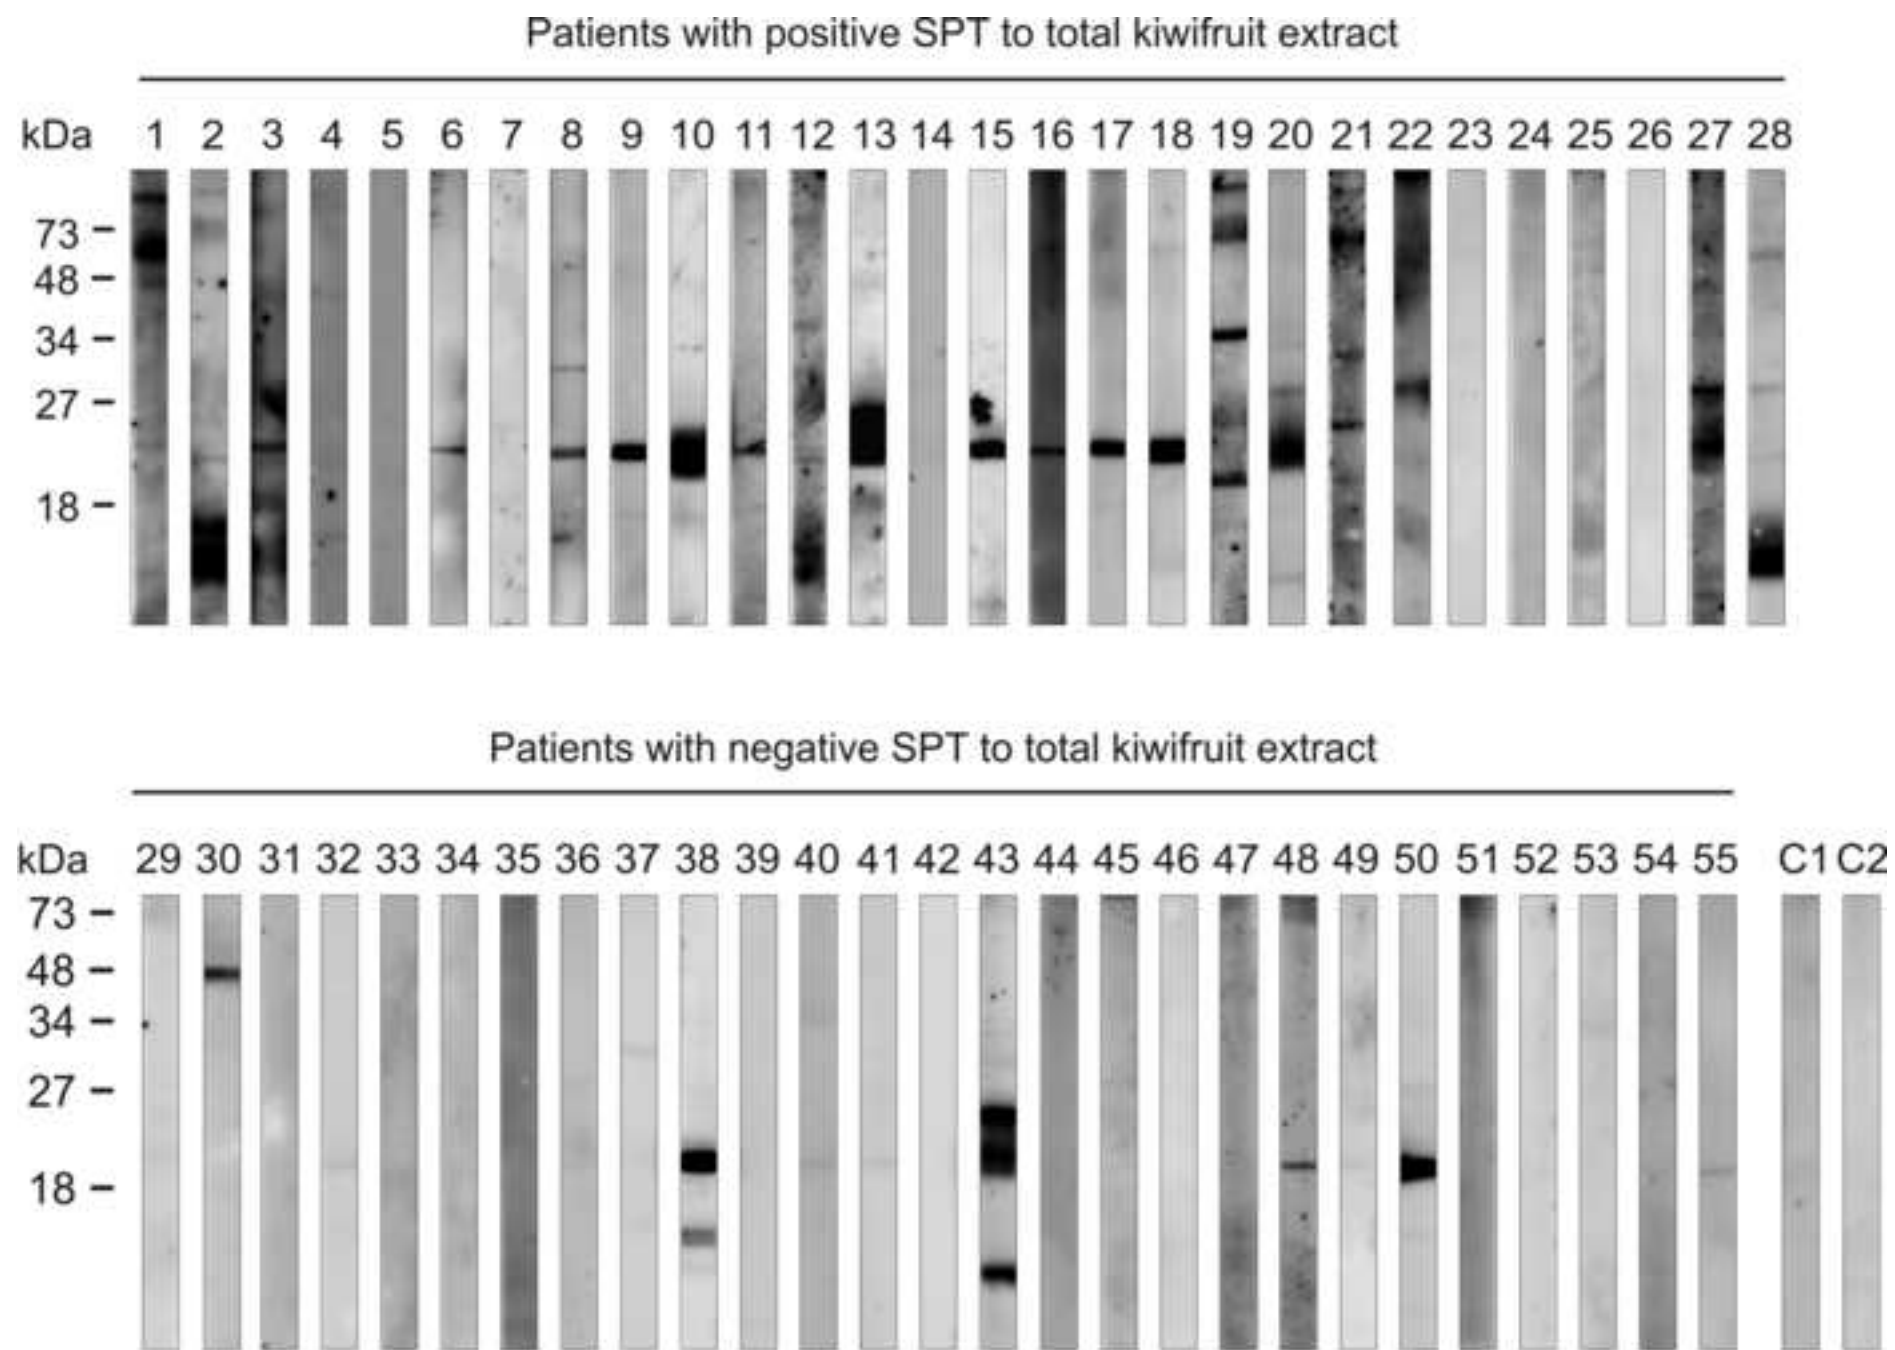 Patients with positive SPT to total kiwifruit extract
kDa 1 2 3 4 5 6 7 8 9 10 11 12 13 14 15 16 17 18 19 20 21 22 23 24 25 26 27 28
73
48
34
27
18
Patients with negative SPT to total kiwifruit extract
kDa 29 30 31 32 33 34 35 36 37 38 39 40 41 42 43 44 45 46 47 48 49 50 51 52 53 54 55 C1 C2
73
48
34
27
18